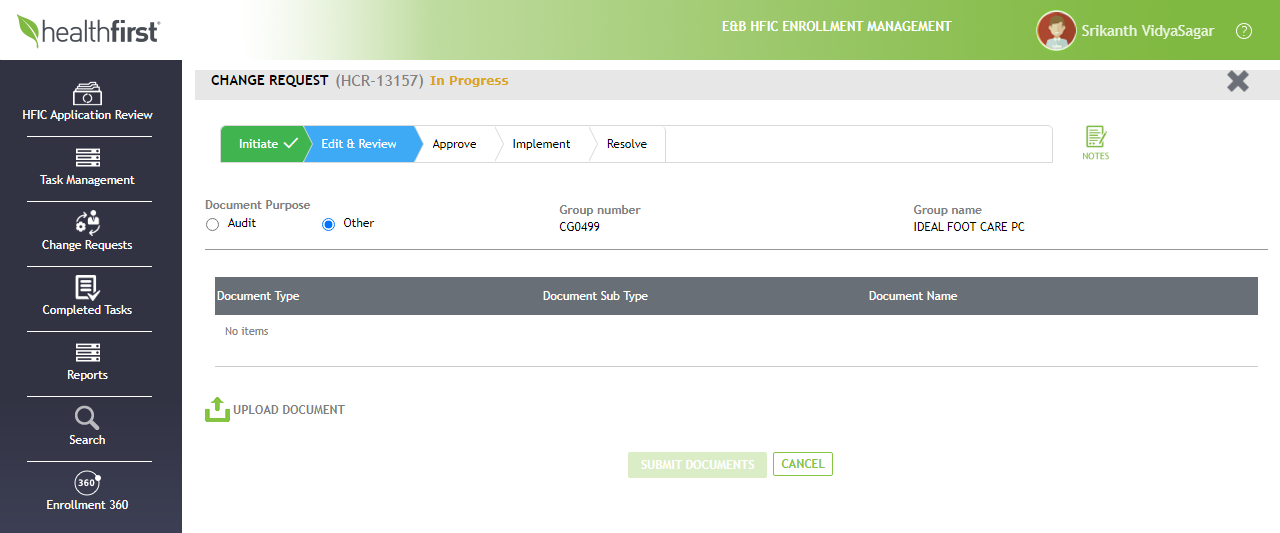 healthfirst
E&B HFIC ENROLLMENT MANAGEMENT
Srikanth VidyaSagar
?
HFIC Application Review
Task Management
Change Requests
Completed Tasks
Reports
Search
360°
Enrollment 360
CHANGE REQUEST (HCR-13157) In Progress
Initiate
Edit & Review
Approve
Implement
Resolve
NOTES
Document Purpose
Audit
Other
Group number
CG0499
Group name
IDEAL FOOT CARE PC
Document Type
Document Sub Type
Document Name
No items
UPLOAD DOCUMENT
SUBMIT DOCUMENTS
CANCEL